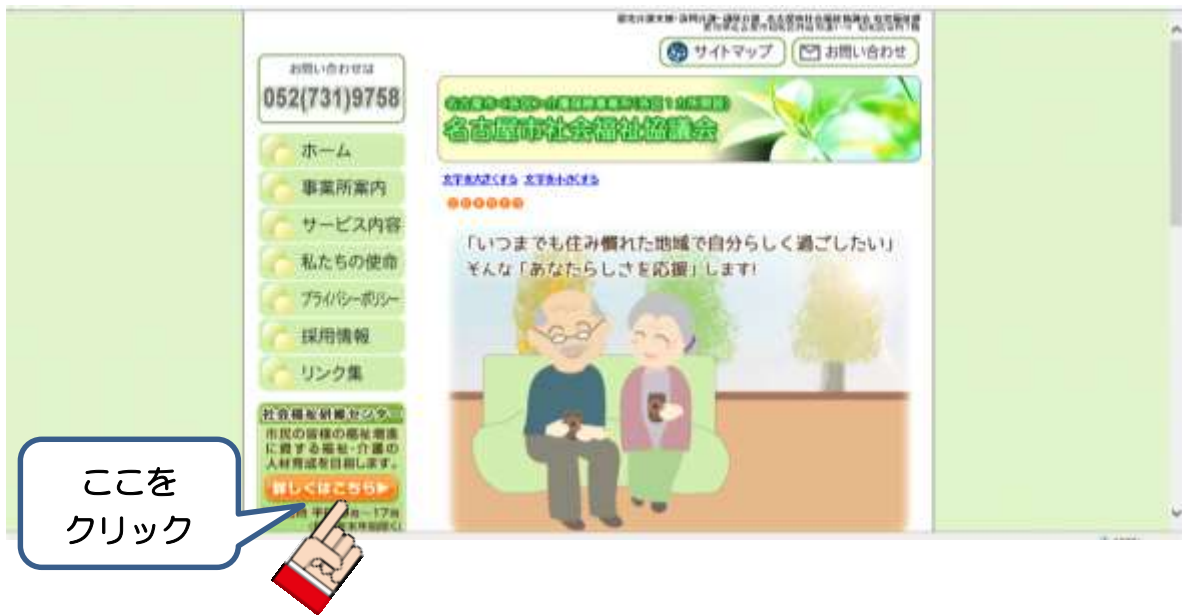 サイトマップ
お問い合わせ
お問い合わせは
052(731)9758
名古屋市社会福祉協議会
ホーム
事業所案内
サービス内容
私たちの使命
プライバシーポリシー
採用情報
リンク集
文字を大きくする 文字を小さくする
「いつまでも住み慣れた地域で自分らしく過ごしたい」
そんな「あなたらしさを応援」します!
社会福祉研修センター
市民の皆様の福祉増進
に資する福祉・介護の
人材育成を目指します。
詳しくはこちら
ここを
クリック